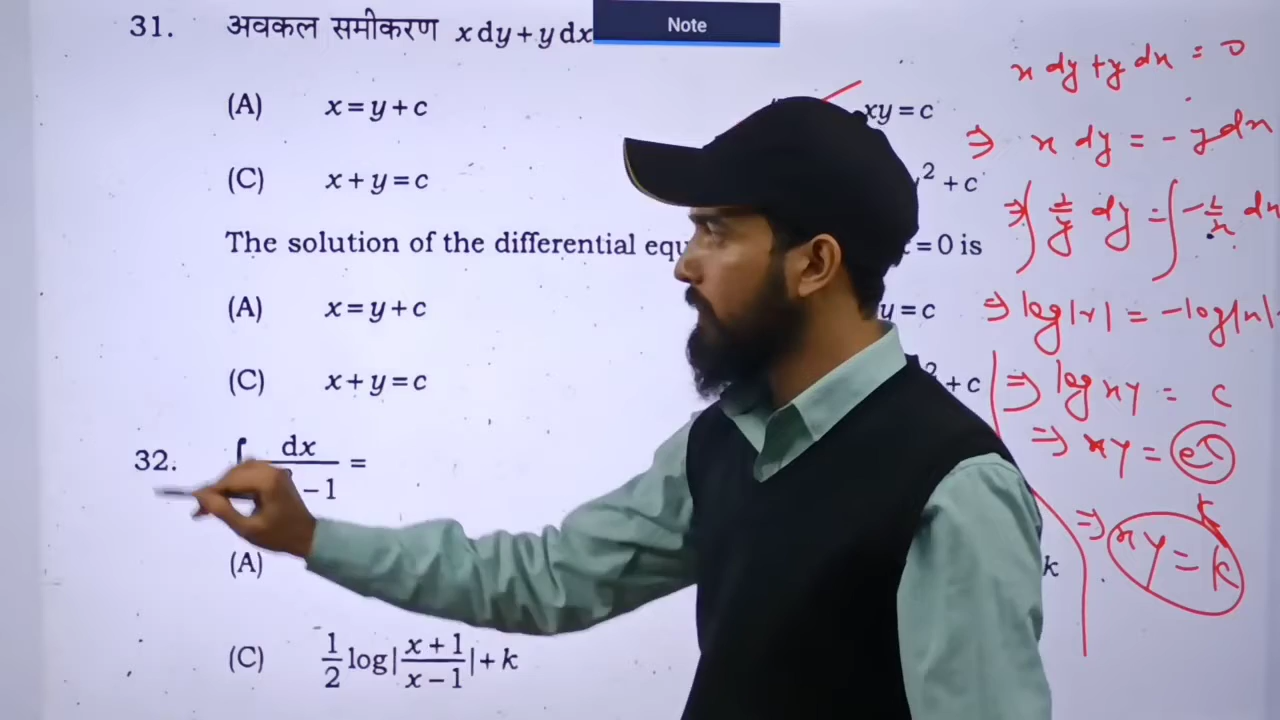 31. अवकल समीकरण x dy + y dx
Note
(A) x = y + c
xy = c
(C) x + y = c
² + c
The solution of the differential equ
= 0 is
(A) x = y + c
y = c
(C) x + y = c
² + c
32. ∫ dx / – 1 =
(A)
k
(C) 1/2 log| x + 1 / x – 1 | + k
x dy + y dx = 0
⇒ x dy = - y dx
⇒ ∫ 1/y dy = ∫ - 1/x dx
⇒ log|y| = - log|x|
⇒ log xy = c
⇒ xy = e^c
k
⇒ xy = k